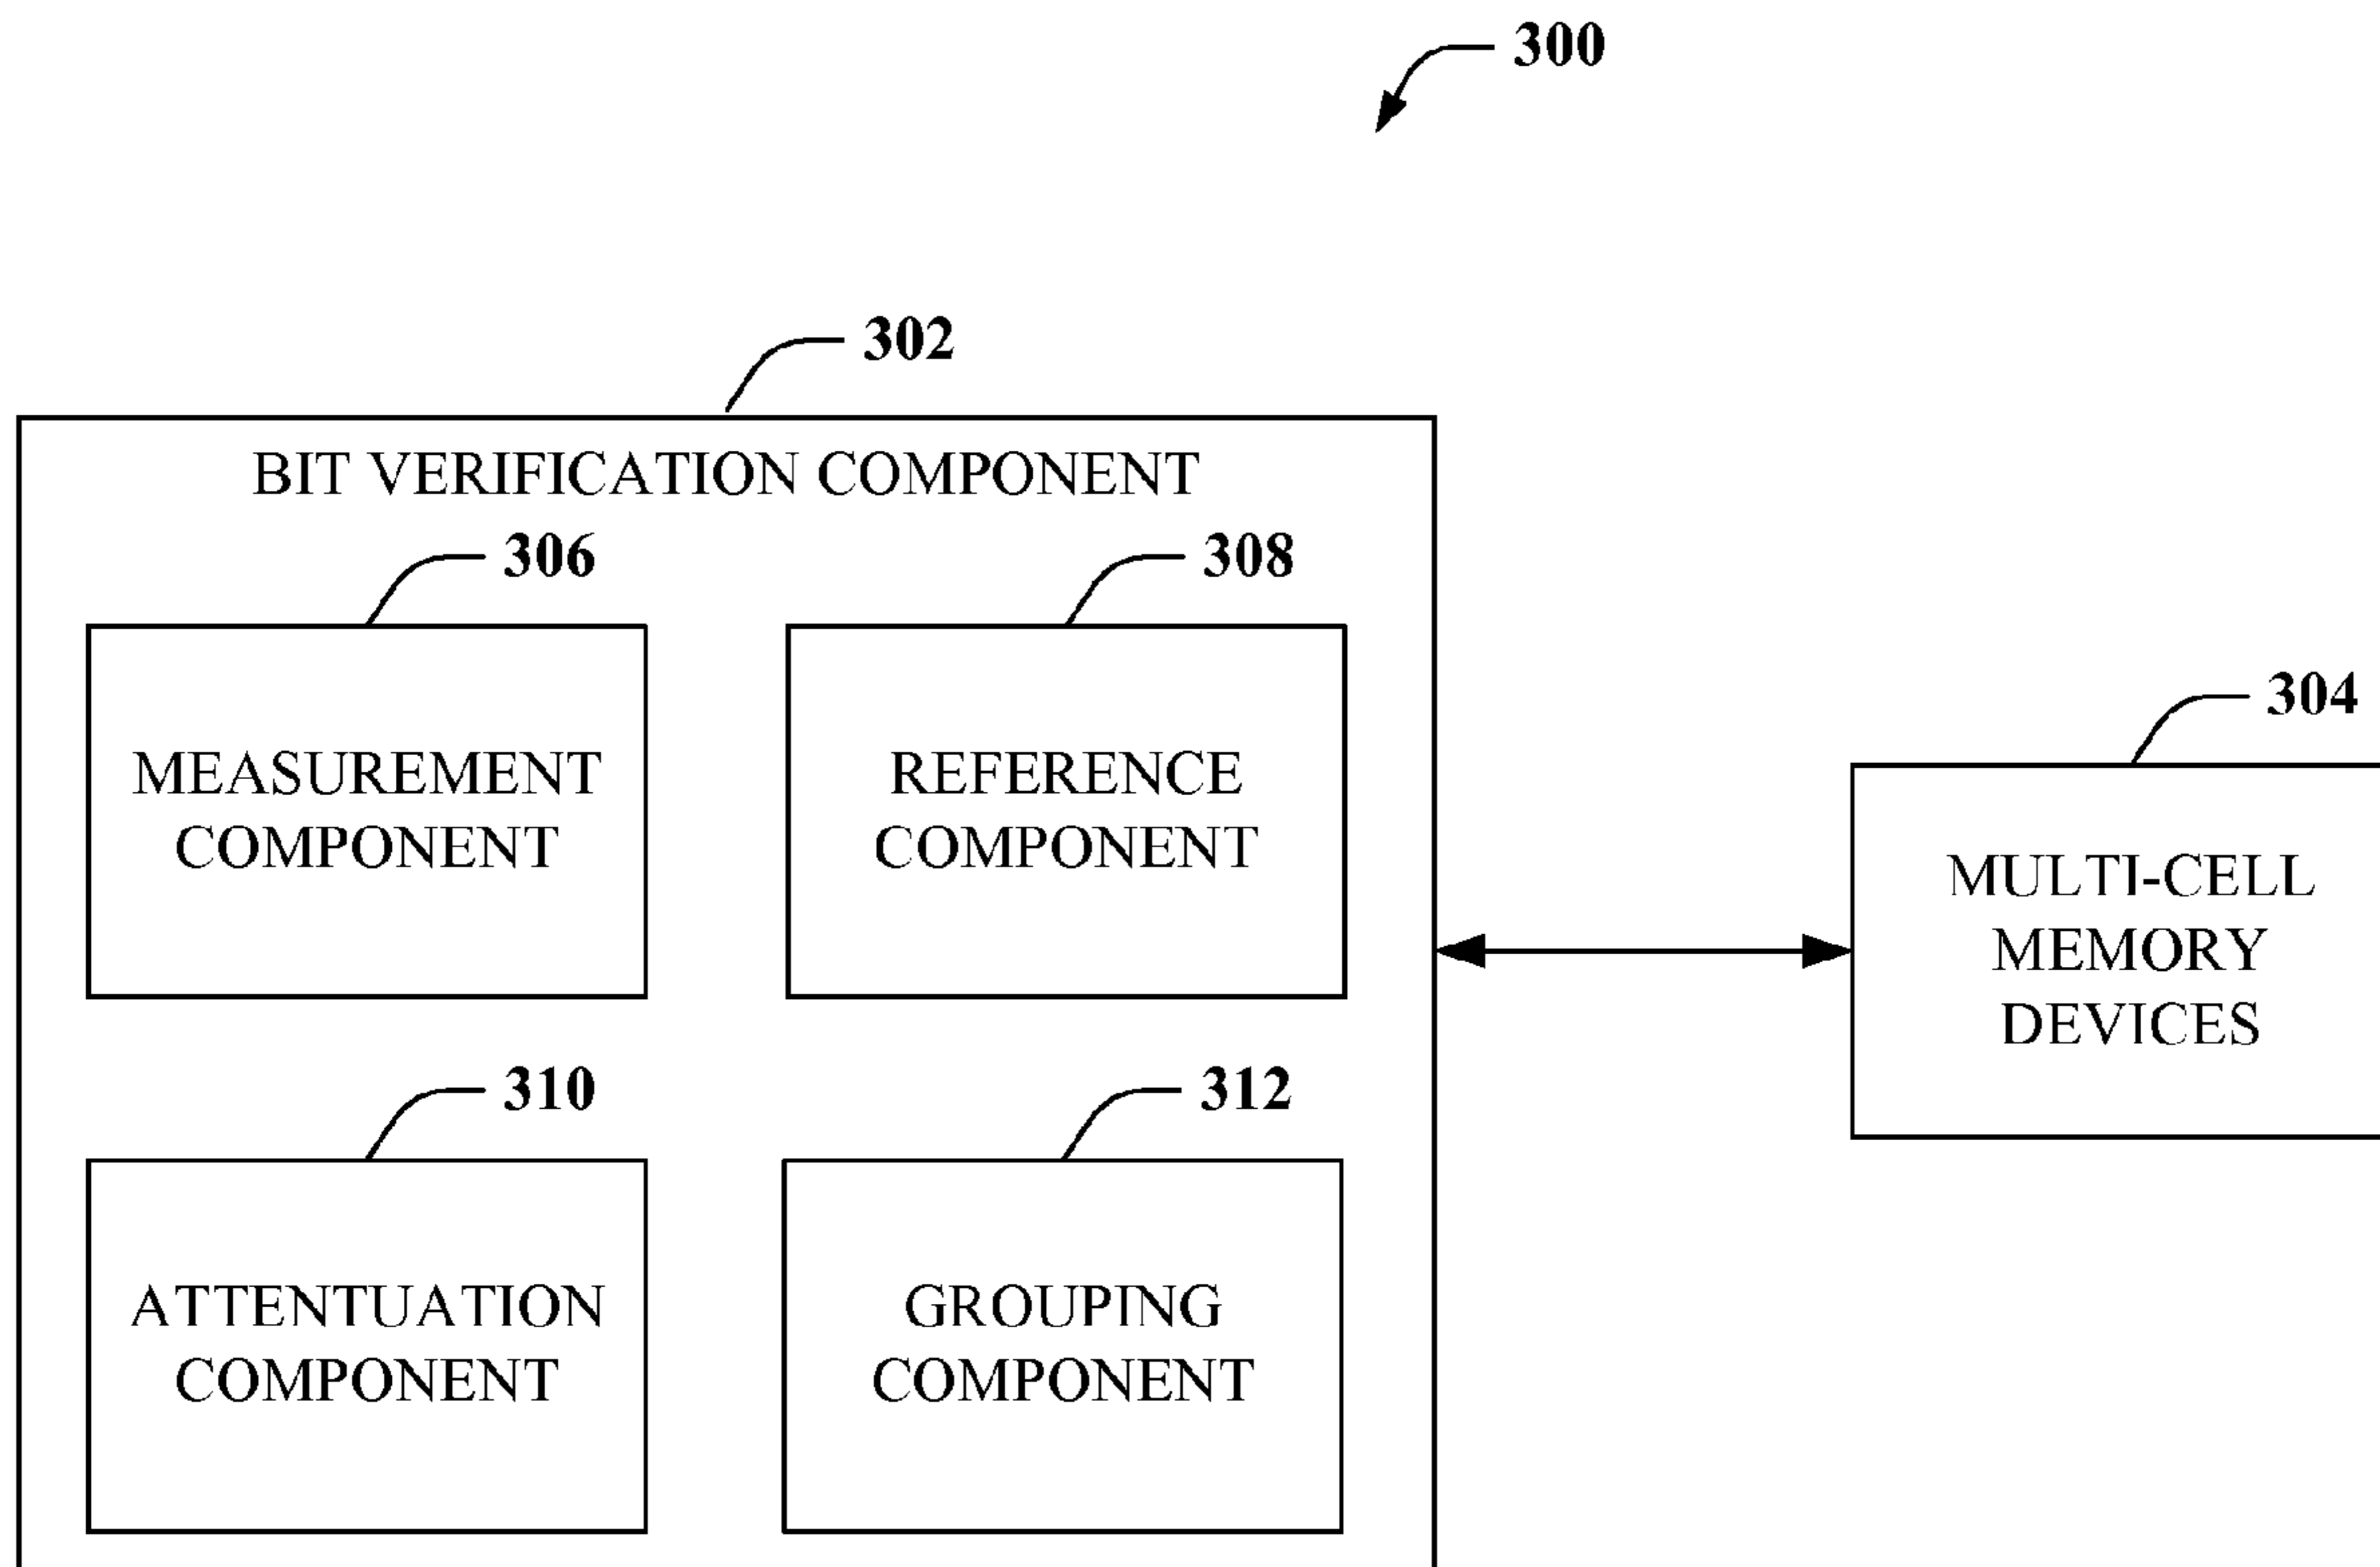 300
302
BIT VERIFICATION COMPONENT
306
308
MEASUREMENT
COMPONENT
REFERENCE
COMPONENT
304
MULTI-CELL
MEMORY
DEVICES
310
312
ATTENTUATION
COMPONENT
GROUPING
COMPONENT